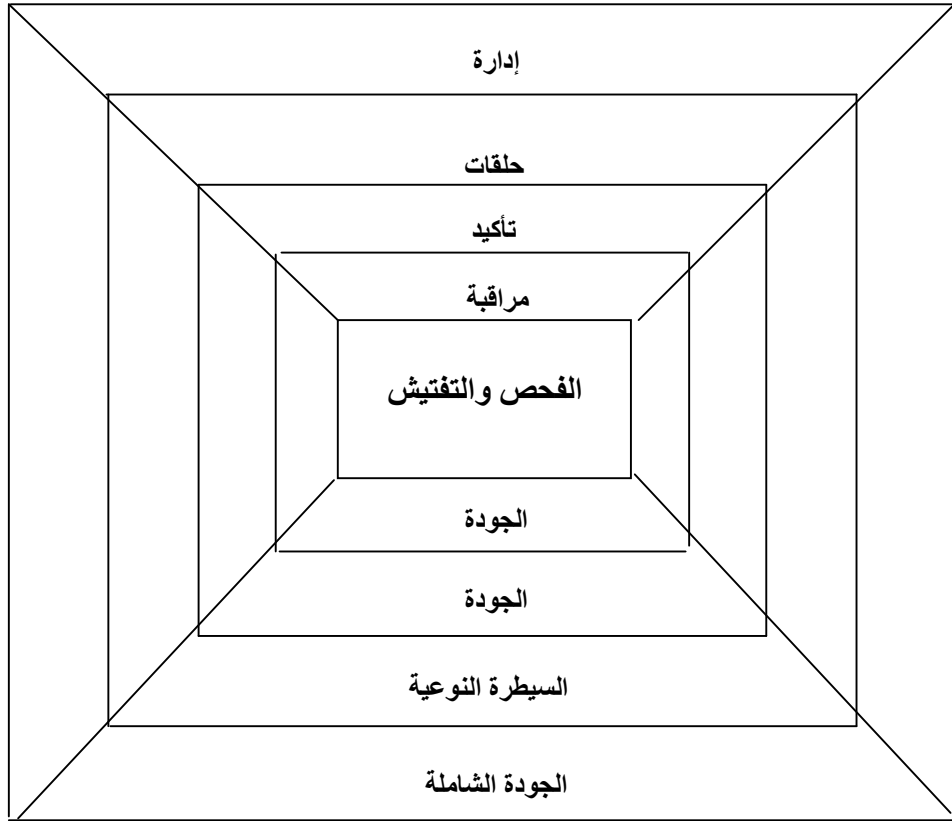 إدارة
حلقات
تأكيد
مراقبة
الفحص والتفتيش
الجودة
الجودة
السيطرة النوعية
الجودة الشاملة